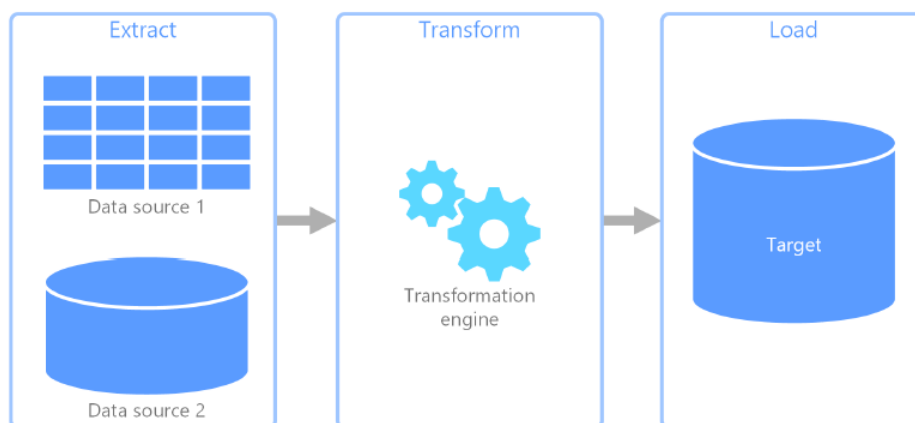 Extract
Data source 1
Data source 2
Transform
Transformation
engine
Load
Target